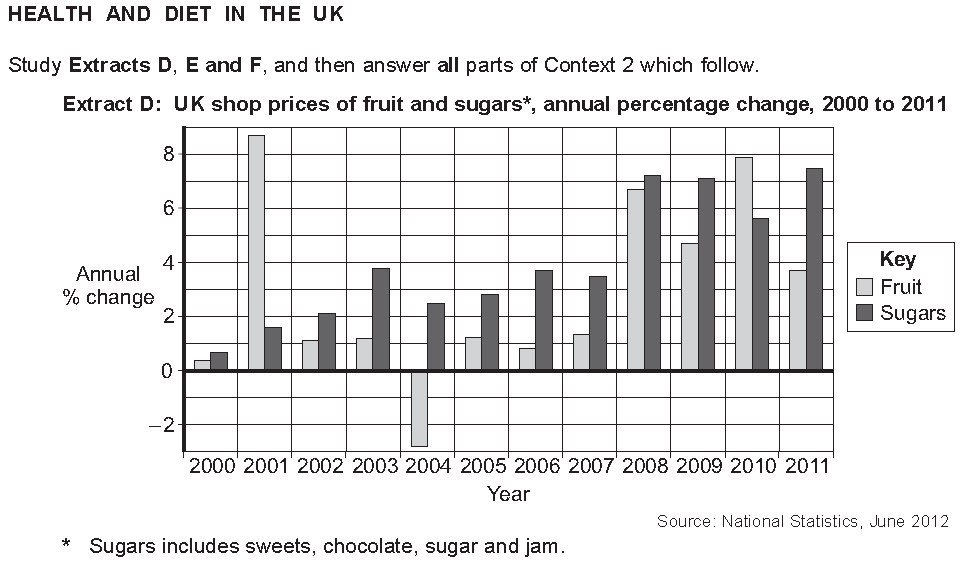 HEALTH AND DIET IN THE UK
Study Extracts D, E and F, and then answer all parts of Context 2 which follow.
Extract D: UK shop prices of fruit and sugars*, annual percentage change, 2000 to 2011
8
6
4
2
0
–2
Annual
% change
Key
Fruit
Sugars
2000 2001 2002 2003 2004 2005 2006 2007 2008 2009 2010 2011
Year
Source: National Statistics, June 2012
* Sugars includes sweets, chocolate, sugar and jam.